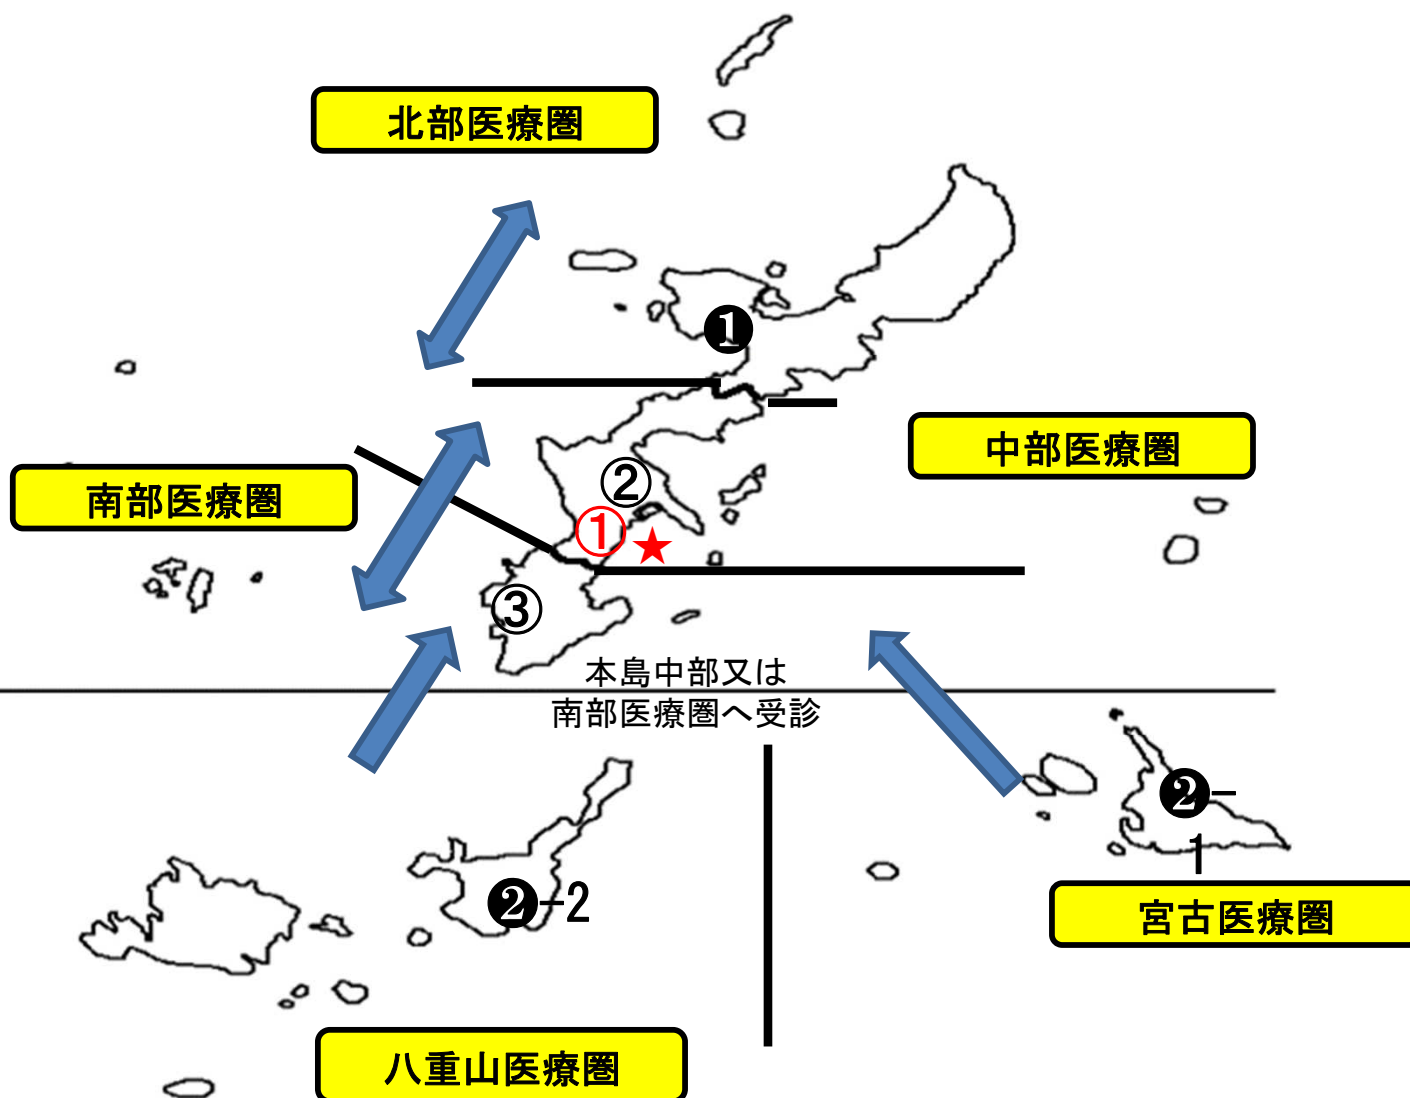 北部医療圏
❶
中部医療圏
南部医療圏
②
①★
③
本島中部又は
南部医療圏へ受診
❷-
1
❷-2
宮古医療圏
八重山医療圏